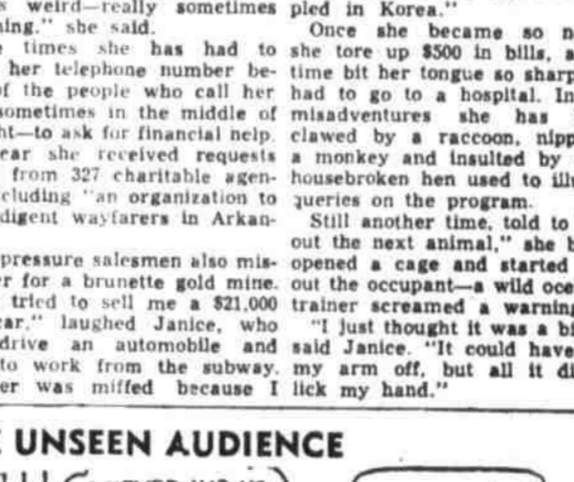 weird—really sometimes
ing." she said.
times she has had to
her telephone number be-
f the people who call her
sometimes in the middle of
ht—to ask for financial help.
ear she received requests
from 327 charitable agen-
cluding "an organization to
digent wayfarers in Arkan-
pressure salesmen also mis-
r for a brunette gold mine.
tried to sell me a $21,000
car," laughed Janice, who
drive an automobile and
to work from the subway.
er was miffed because I
pled in Korea."
Once she became so n
she tore up $500 in bills, a
time bit her tongue so sharp
had to go to a hospital. In
misadventures she has
clawed by a raccoon, nipp
a monkey and insulted by
housebroken hen used to illu
queries on the program.
Still another time, told to
out the next animal," she b
opened a cage and started
out the occupant—a wild oce
trainer screamed a warning
"I just thought it was a bi
said Janice. "It could have
my arm off, but all it di
lick my hand."
UNSEEN AUDIENCE